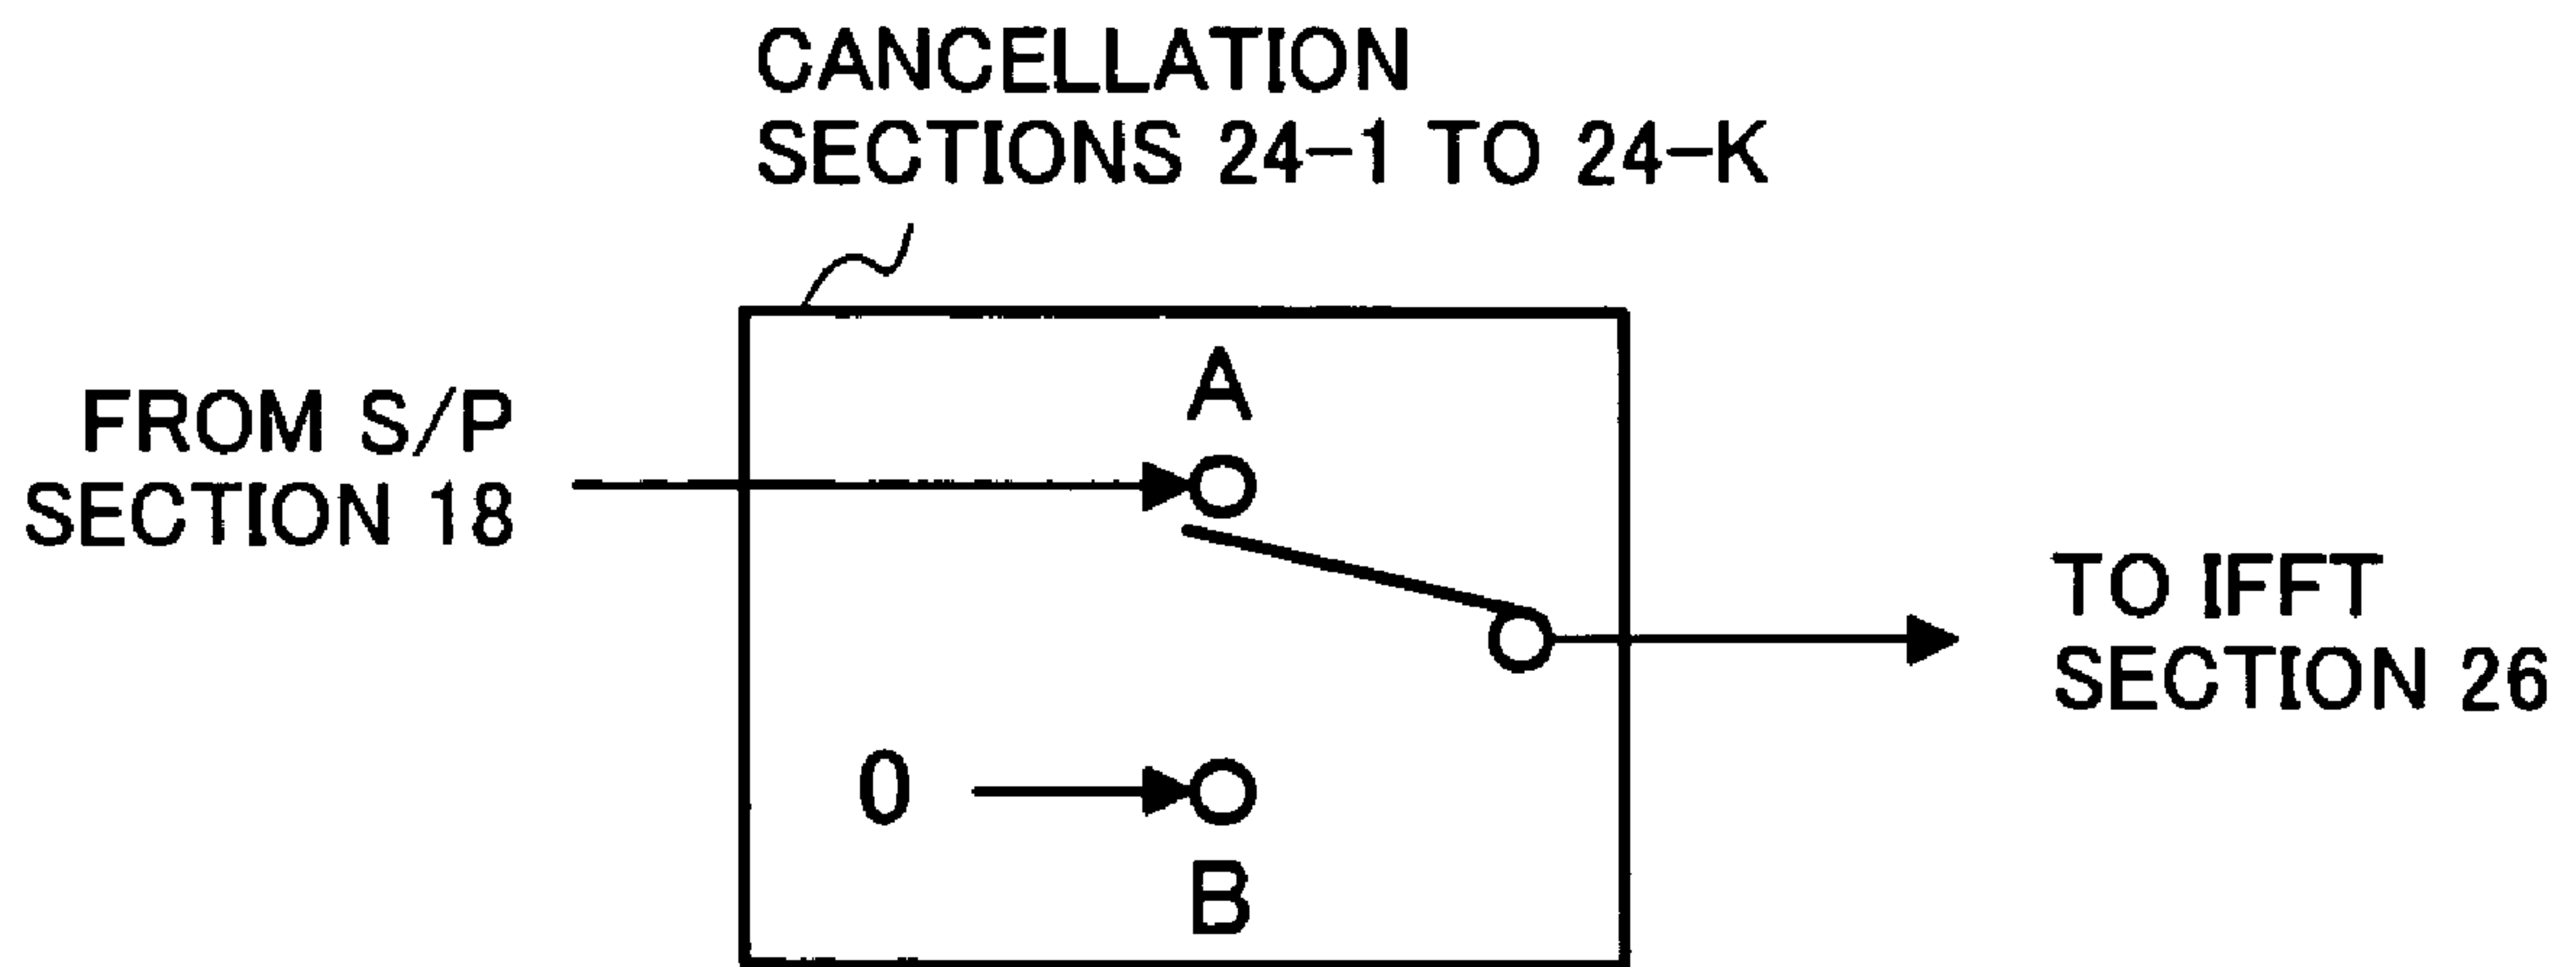 CANCELLATION
SECTIONS 24-1 TO 24-K
FROM S/P
SECTION 18
A
TO IFFT
SECTION 26
0
B